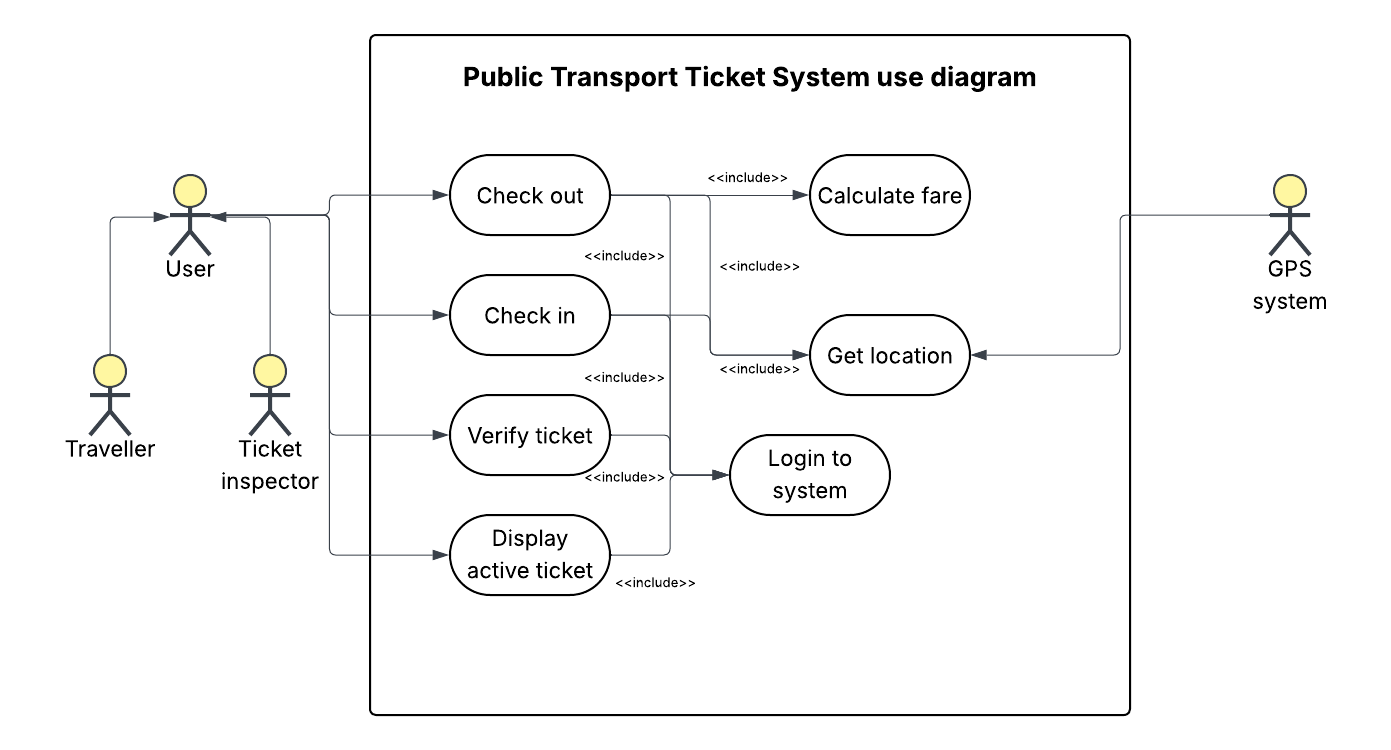 Public Transport Ticket System use diagram
<<include>>
Check out
Calculate fare
User
GPS
system
<<include>>
<<include>>
Check in
Get location
<<include>>
<<include>>
Traveller
Ticket
inspector
Verify ticket
Login to
system
<<include>>
Display
active ticket
<<include>>